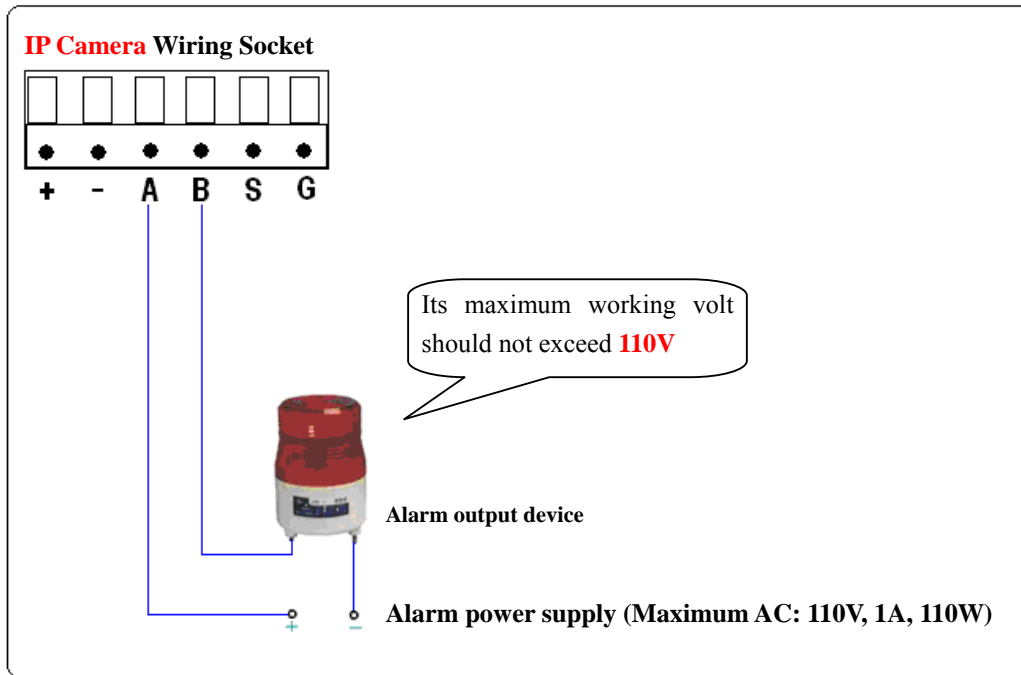 IP Camera Wiring Socket
+ - A B S G
Its maximum working volt
should not exceed 110V
Alarm output device
+ -
Alarm power supply (Maximum AC: 110V, 1A, 110W)